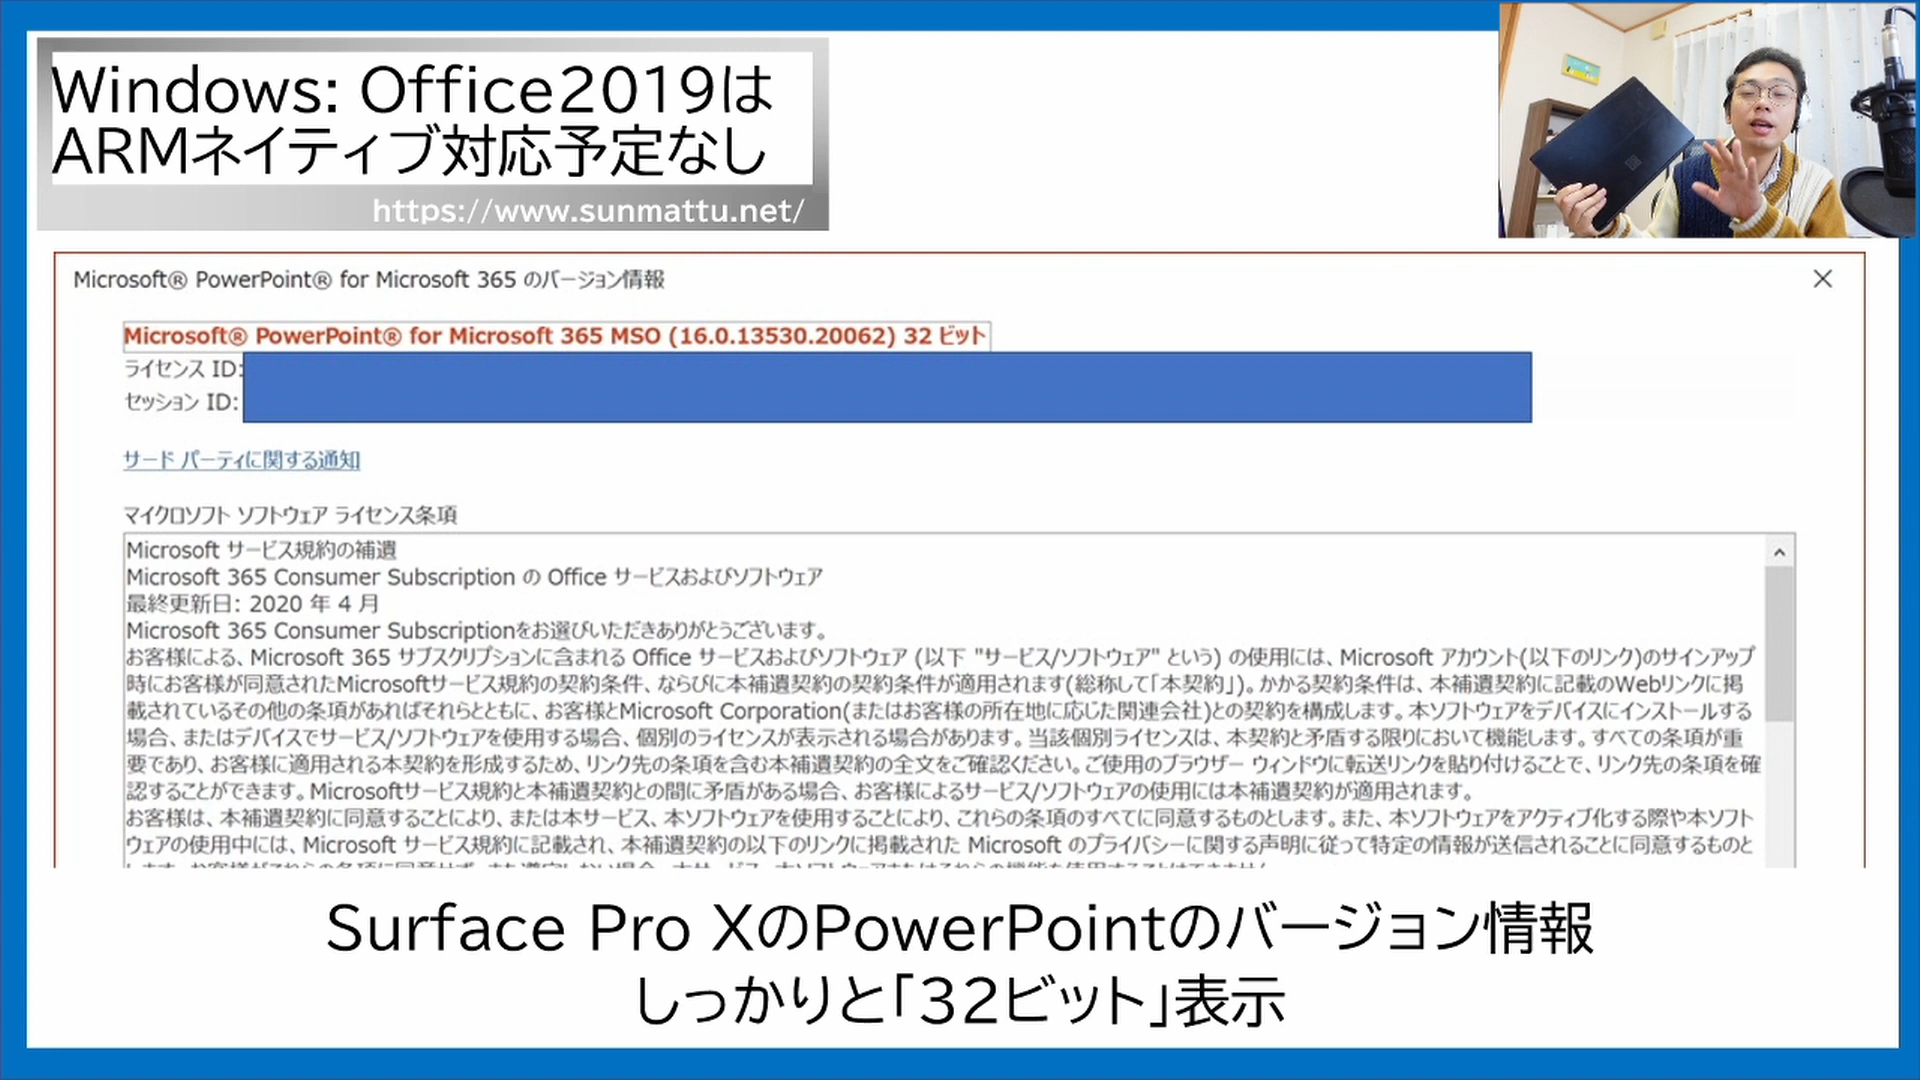 Windows: Office2019は
ARMネイティブ対応予定なし
https://www.sunmattu.net/
Microsoft® PowerPoint® for Microsoft 365 のバージョン情報
Microsoft® PowerPoint® for Microsoft 365 MSO (16.0.13530.20062) 32 ビット
ライセンス ID:
セッション ID:
サード パーティに関する通知
マイクロソフト ソフトウェア ライセンス条項
Microsoft サービス規約の補遺
Microsoft 365 Consumer Subscription の Office サービスおよびソフトウェア
最終更新日: 2020 年 4 月
Microsoft 365 Consumer Subscriptionをお選びいただきありがとうございます。
お客様による、Microsoft 365 サブスクリプションに含まれる Office サービスおよびソフトウェア (以下 "サービス/ソフトウェア" という) の使用には、Microsoft アカウント(以下のリンク)のサインアップ
時にお客様が同意されたMicrosoftサービス規約の契約条件、ならびに本補遺契約の契約条件が適用されます(総称して「本契約」)。かかる契約条件は、本補遺契約に記載のWebリンクに掲
載されているその他の条項があればそれらとともに、お客様とMicrosoft Corporation(またはお客様の所在地に応じた関連会社)との契約を構成します。本ソフトウェアをデバイスにインストールする
場合、またはデバイスでサービス/ソフトウェアを使用する場合、個別のライセンスが表示される場合があります。当該個別ライセンスは、本契約と矛盾する限りにおいて機能します。すべての条項が重
要であり、お客様に適用される本契約を形成するため、リンク先の条項を含む本補遺契約の全文をご確認ください。ご使用のブラウザー ウィンドウに転送リンクを貼り付けることで、リンク先の条項を確
認することができます。Microsoftサービス規約と本補遺契約との間に矛盾がある場合、お客様によるサービス/ソフトウェアの使用には本補遺契約が適用されます。
お客様は、本補遺契約に同意することにより、または本サービス、本ソフトウェアを使用することにより、これらの条項のすべてに同意するものとします。また、本ソフトウェアをアクティブ化する際や本ソフト
ウェアの使用中には、Microsoft サービス規約に記載され、本補遺契約の以下のリンクに掲載された Microsoft のプライバシーに関する声明に従って特定の情報が送信されることに同意するものと
Surface Pro XのPowerPointのバージョン情報
しっかりと「32ビット」表示